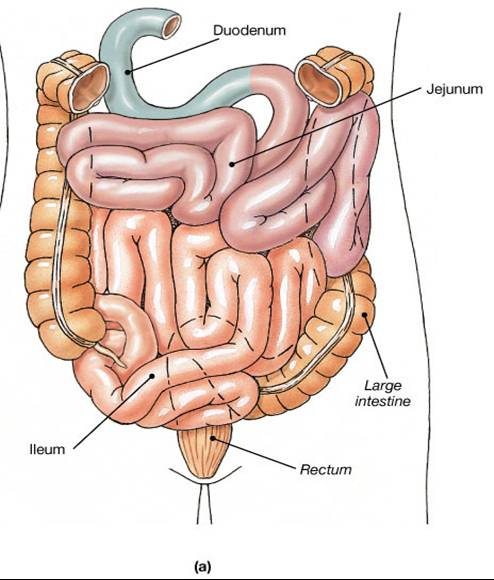 Duodenum
Jejunum
Large
intestine
Ileum
Rectum
(a)